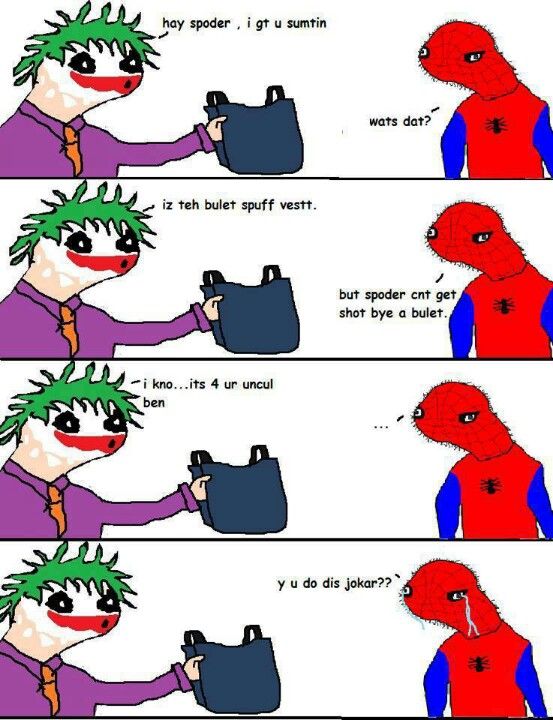 hay spoder , i gt u sumtin
wats dat?
iz teh bulet spuff vestt.
but spoder cnt get
shot bye a bulet.
i kno...its 4 ur uncul
ben
...
y u do dis jokar??